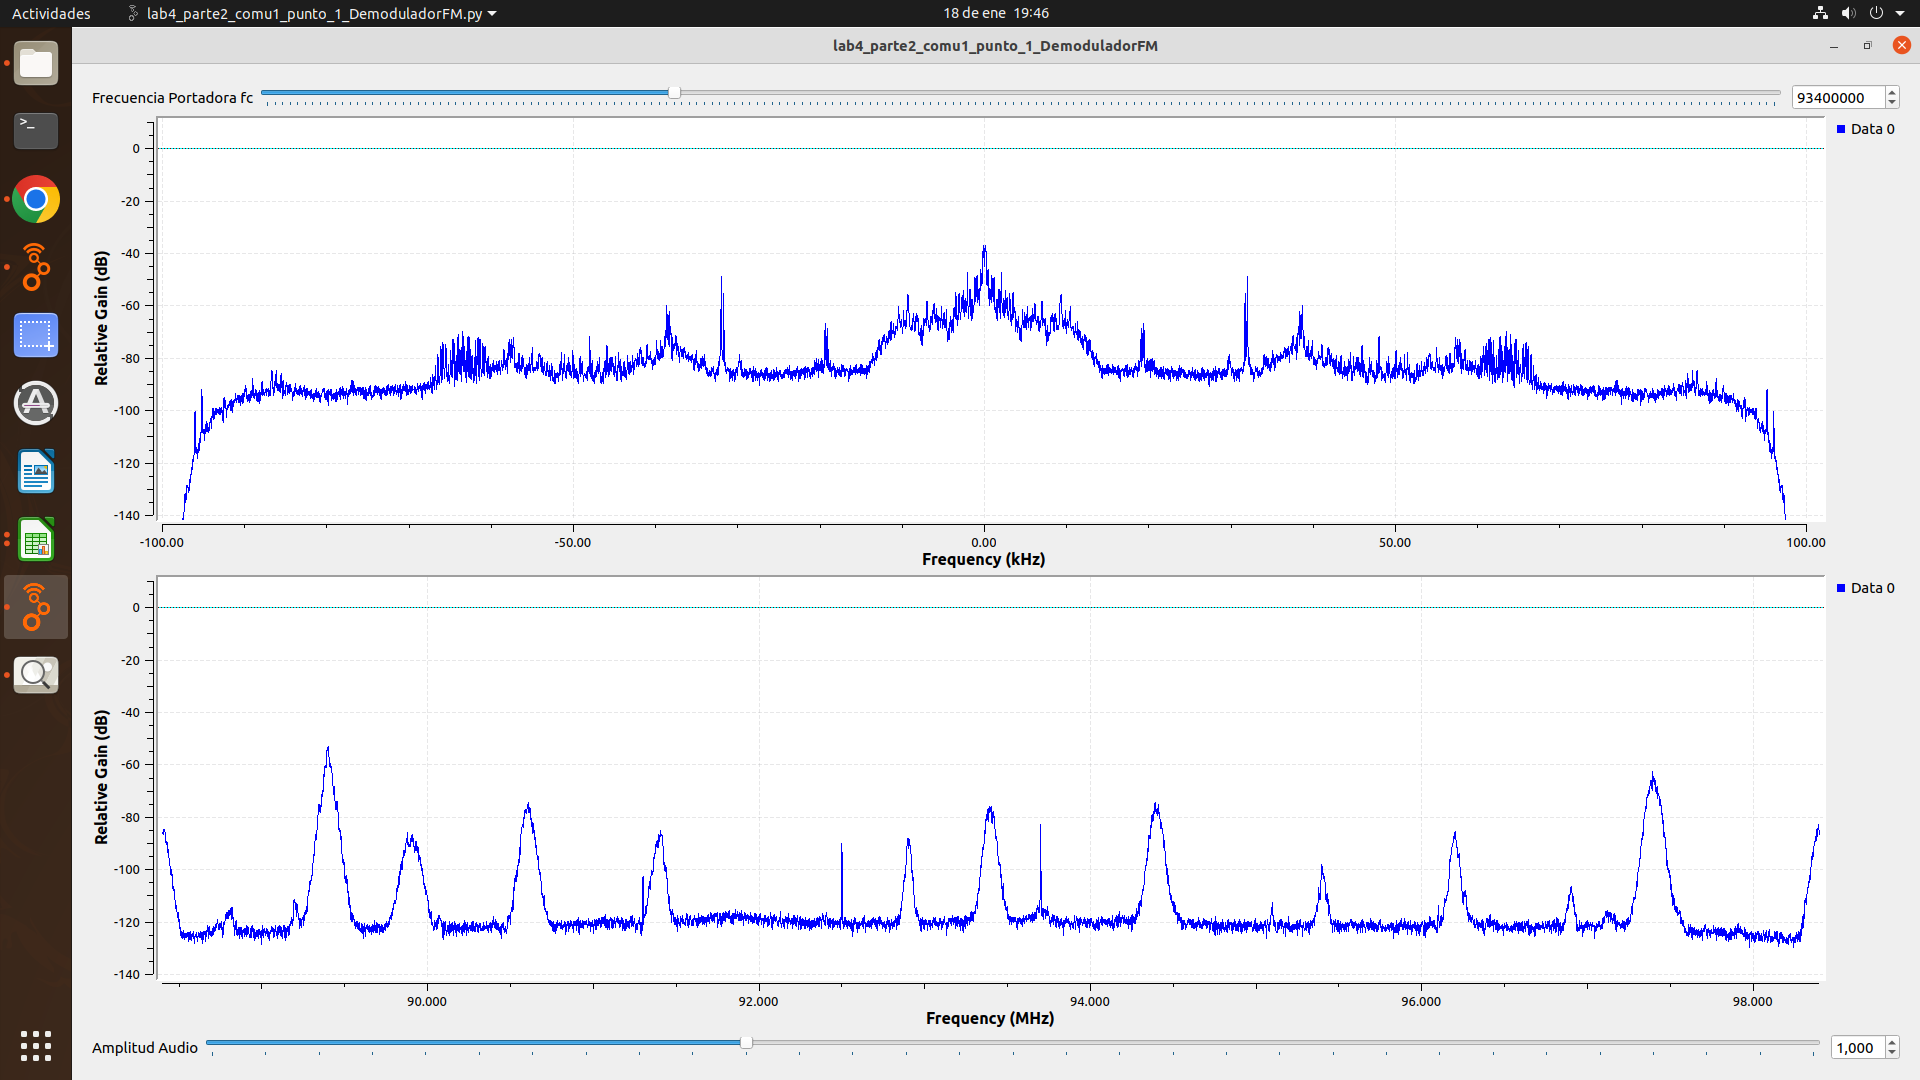 Actividades lab4_parte2_comu1_punto_1_DemoduladorFM.py 18 de ene 19:46
lab4_parte2_comu1_punto_1_DemoduladorFM
Frecuencia Portadora fc 93400000
Data 0
0
-20
-40
-60
-80
-100
-120
-140
Relative Gain (dB)
-100.00 -50.00 0.00 50.00 100.00
Frequency (kHz)
Data 0
0
-20
-40
-60
-80
-100
-120
-140
Relative Gain (dB)
90.000 92.000 94.000 96.000 98.000
Frequency (MHz)
Amplitud Audio 1,000